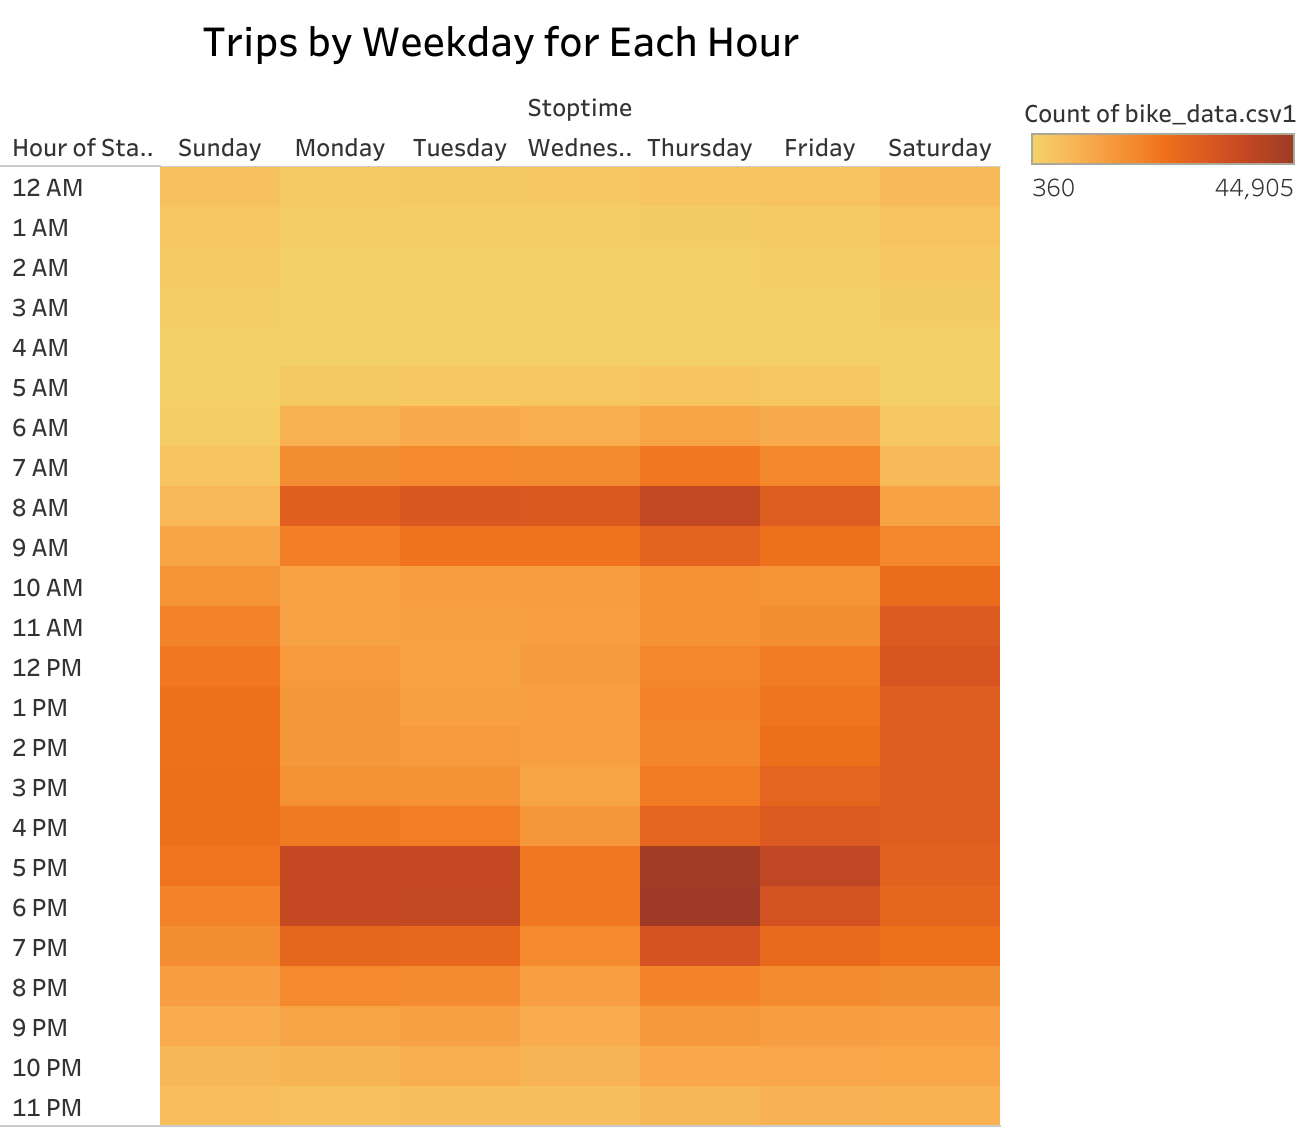 Trips by Weekday for Each Hour
Stoptime
Count of bike_data.csv1
Hour of Sta.. Sunday Monday Tuesday Wednes.. Thursday Friday Saturday
360 44,905
12 AM
1 AM
2 AM
3 AM
4 AM
5 AM
6 AM
7 AM
8 AM
9 AM
10 AM
11 AM
12 PM
1 PM
2 PM
3 PM
4 PM
5 PM
6 PM
7 PM
8 PM
9 PM
10 PM
11 PM